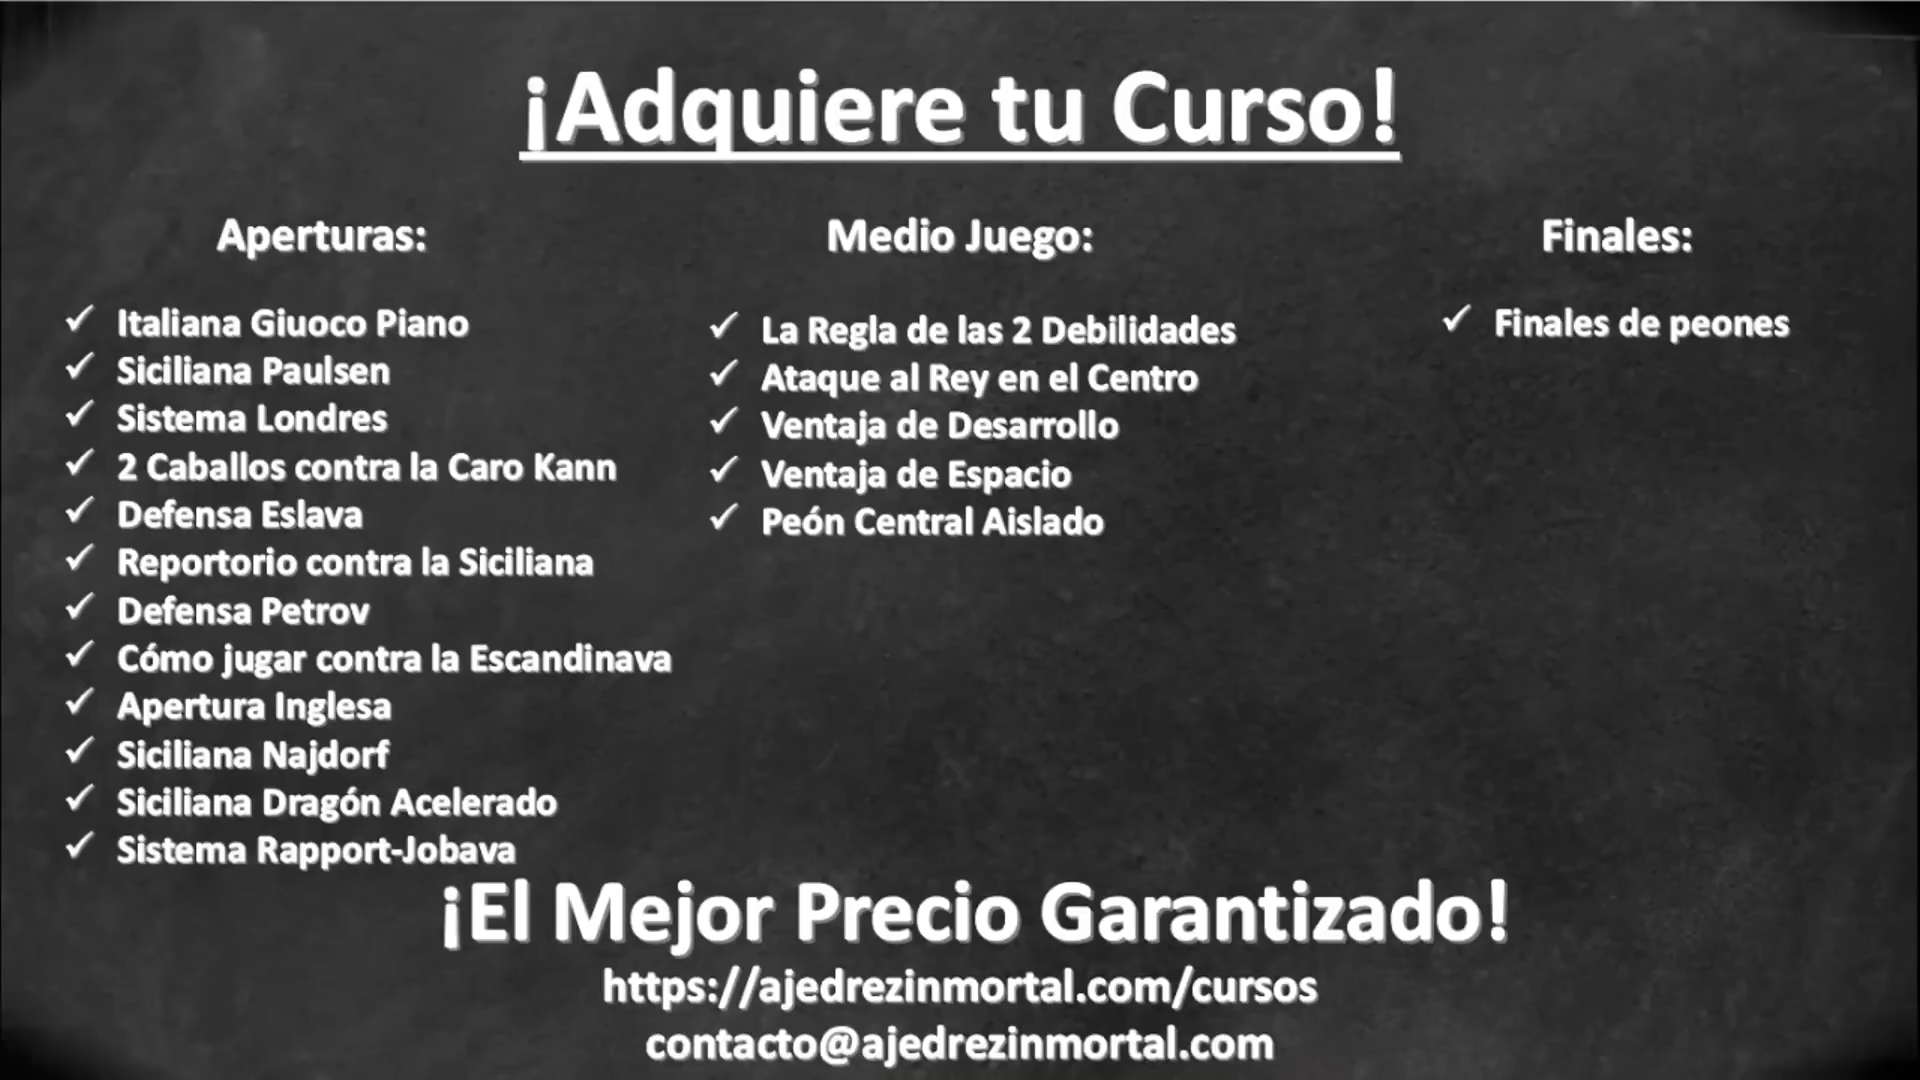 ¡Adquiere tu Curso!
Aperturas:
Italiana Giuoco Piano
Siciliana Paulsen
Sistema Londres
2 Caballos contra la Caro Kann
Defensa Eslava
Reportorio contra la Siciliana
Defensa Petrov
Cómo jugar contra la Escandinava
Apertura Inglesa
Siciliana Najdorf
Siciliana Dragón Acelerado
Sistema Rapport-Jobava
Medio Juego:
La Regla de las 2 Debilidades
Ataque al Rey en el Centro
Ventaja de Desarrollo
Ventaja de Espacio
Peón Central Aislado
Finales:
Finales de peones
¡El Mejor Precio Garantizado!
https://ajedrezinmortal.com/cursos
contacto@ajedrezinmortal.com